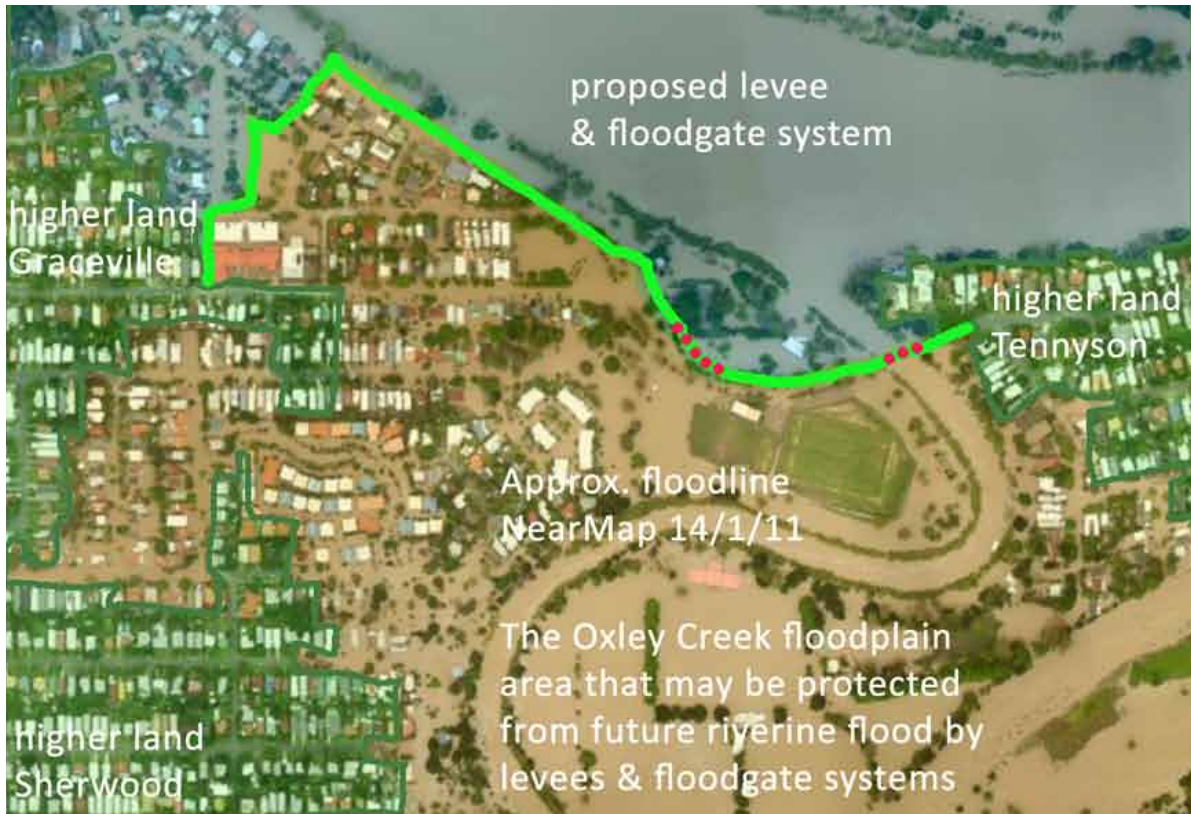 proposed levee
& floodgate system
higher land
Graceville
higher land
Tennyson
Approx. floodline
NearMap 14/1/11
The Oxley Creek floodplain
area that may be protected
from future riverine flood by
levees & floodgate systems
higher land
Sherwood